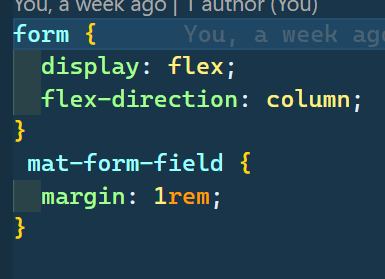 You, a week ago | 1 author (You)
form {    You, a week ago
  display: flex;
  flex-direction: column;
}
 mat-form-field {
  margin: 1rem;
}